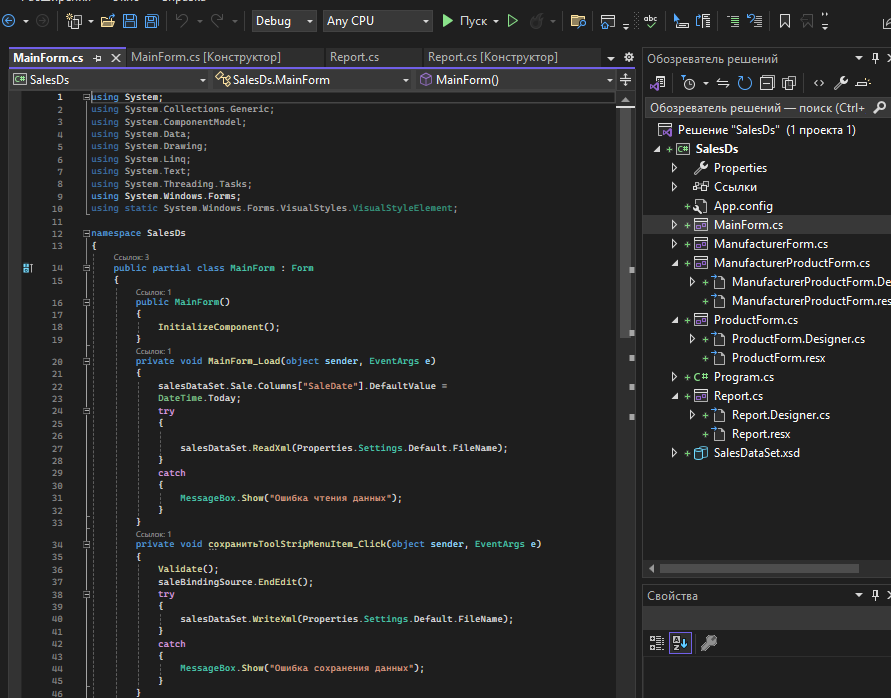 Debug
Any CPU
Пуск
MainForm.cs
MainForm.cs [Конструктор]
Report.cs
Report.cs [Конструктор]
SalesDs
SalesDs.MainForm
MainForm()
1 using System;
2 using System.Collections.Generic;
3 using System.ComponentModel;
4 using System.Data;
5 using System.Drawing;
6 using System.Linq;
7 using System.Text;
8 using System.Threading.Tasks;
9 using System.Windows.Forms;
10 using static System.Windows.Forms.VisualStyles.VisualStyleElement;
11
12 namespace SalesDs
13 {
Ссылок: 3
14 public partial class MainForm : Form
15 {
Ссылок: 1
16 public MainForm()
17 {
18 InitializeComponent();
19 }
Ссылок: 1
20 private void MainForm_Load(object sender, EventArgs e)
21 {
22 salesDataSet.Sale.Columns["SaleDate"].DefaultValue =
23 DateTime.Today;
24 try
25 {
26
27 salesDataSet.ReadXml(Properties.Settings.Default.FileName);
28 }
29 catch
30 {
31 MessageBox.Show("Ошибка чтения данных");
32 }
33 }
Ссылок: 1
34 private void сохранитьToolStripMenuItem_Click(object sender, EventArgs e)
35 {
36 Validate();
37 saleBindingSource.EndEdit();
38 try
39 {
40 salesDataSet.WriteXml(Properties.Settings.Default.FileName);
41 }
42 catch
43 {
44 MessageBox.Show("Ошибка сохранения данных");
45 }
46 }
Обозреватель решений
Обозреватель решений — поиск (Ctrl+
Решение "SalesDs" (1 проекта 1)
SalesDs
Properties
Ссылки
App.config
MainForm.cs
ManufacturerForm.cs
ManufacturerProductForm.cs
ManufacturerProductForm.De
ManufacturerProductForm.res
ProductForm.cs
ProductForm.Designer.cs
ProductForm.resx
Program.cs
Report.cs
Report.Designer.cs
Report.resx
SalesDataSet.xsd
Свойства